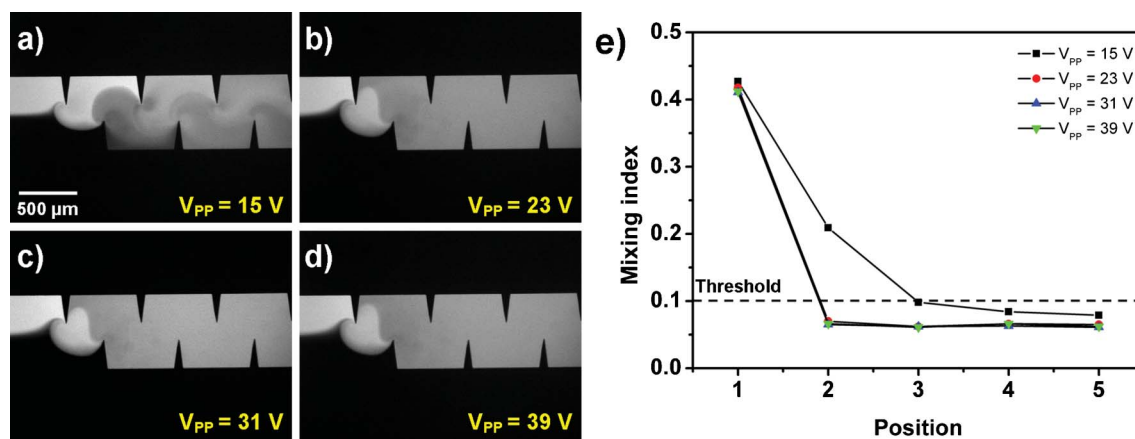 a)
500 µm
V_PP = 15 V
b)
V_PP = 23 V
c)
V_PP = 31 V
d)
V_PP = 39 V
e)
Mixing index
0.5
0.4
0.3
0.2
0.1
0.0
Threshold
V_PP = 15 V
V_PP = 23 V
V_PP = 31 V
V_PP = 39 V
1 2 3 4 5
Position